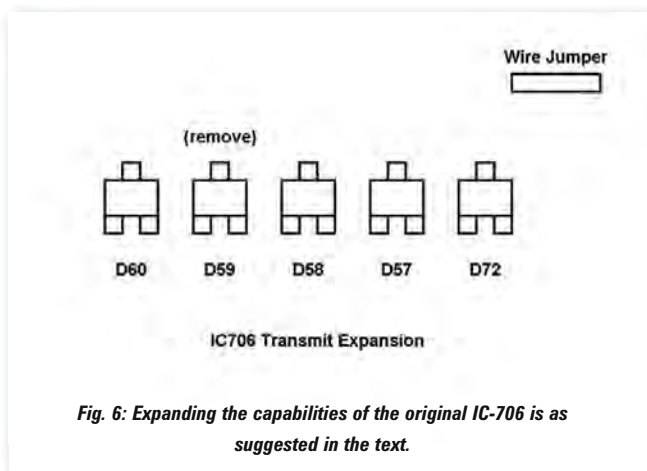 Wire Jumper
(remove)
D60 D59 D58 D57 D72
IC706 Transmit Expansion
Fig. 6: Expanding the capabilities of the original IC-706 is as
suggested in the text.